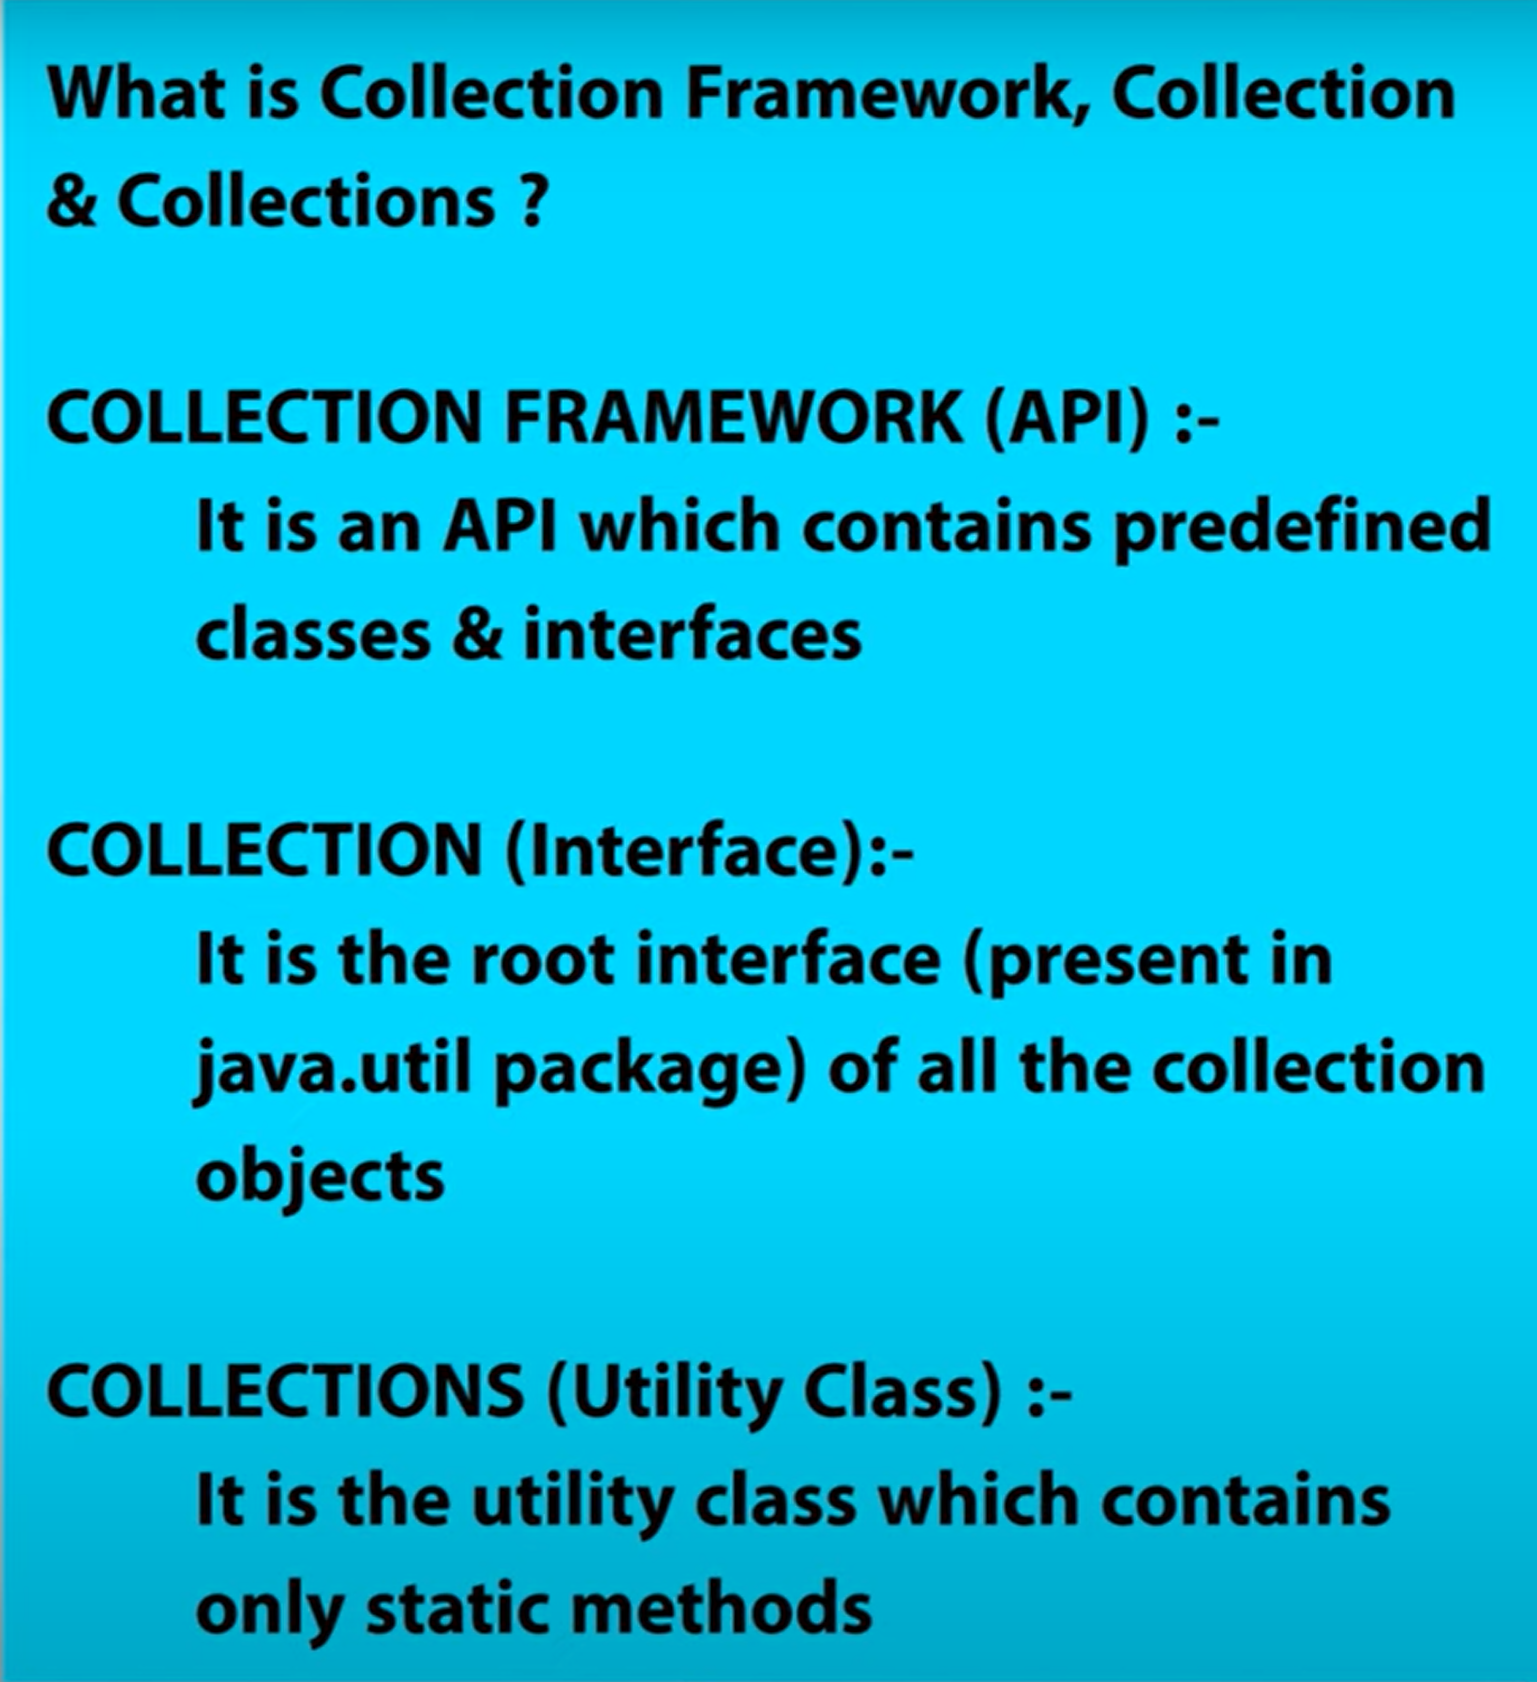 What is Collection Framework, Collection
& Collections ?
COLLECTION FRAMEWORK (API) :-
It is an API which contains predefined
classes & interfaces
COLLECTION (Interface):-
It is the root interface (present in
java.util package) of all the collection
objects
COLLECTIONS (Utility Class) :-
It is the utility class which contains
only static methods